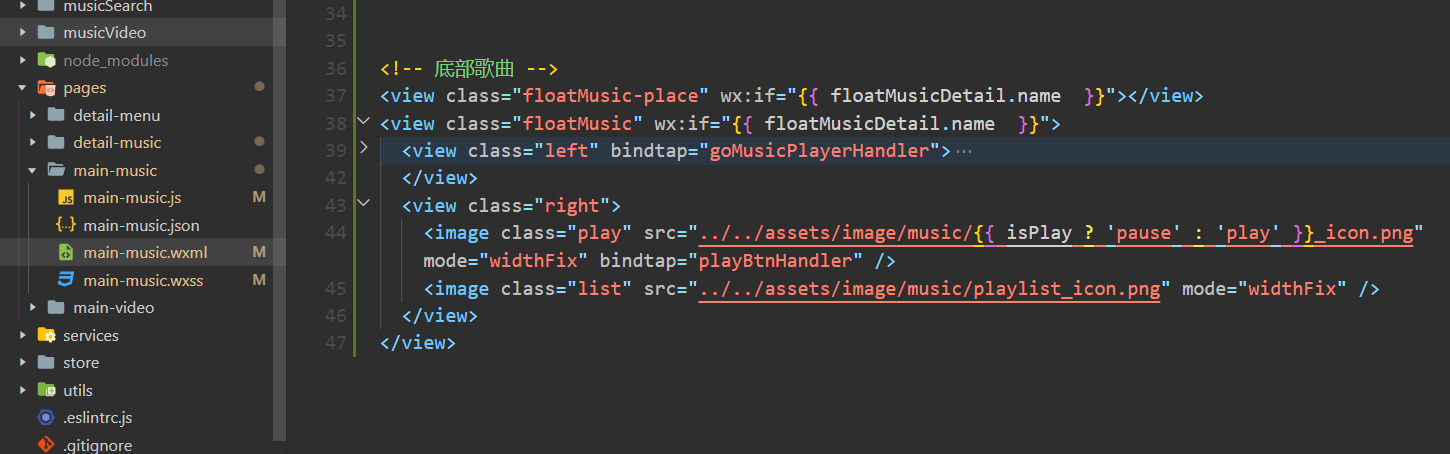 musicSearch
musicVideo
node_modules
pages
detail-menu
detail-music
main-music
main-music.js M
main-music.json
main-music.wxml M
main-music.wxss M
main-video
services
store
utils
.eslintrc.js
.gitignore
34
35
36 <!-- 底部歌曲 -->
37 <view class="floatMusic-place" wx:if="{{ floatMusicDetail.name  }}"></view>
38 <view class="floatMusic" wx:if="{{ floatMusicDetail.name  }}">
39 <view class="left" bindtap="goMusicPlayerHandler">···
42 </view>
43 <view class="right">
44 <image class="play" src="../../assets/image/music/{{ isPlay ? 'pause' : 'play' }}_icon.png"
mode="widthFix" bindtap="playBtnHandler" />
45 <image class="list" src="../../assets/image/music/playlist_icon.png" mode="widthFix" />
46 </view>
47 </view>